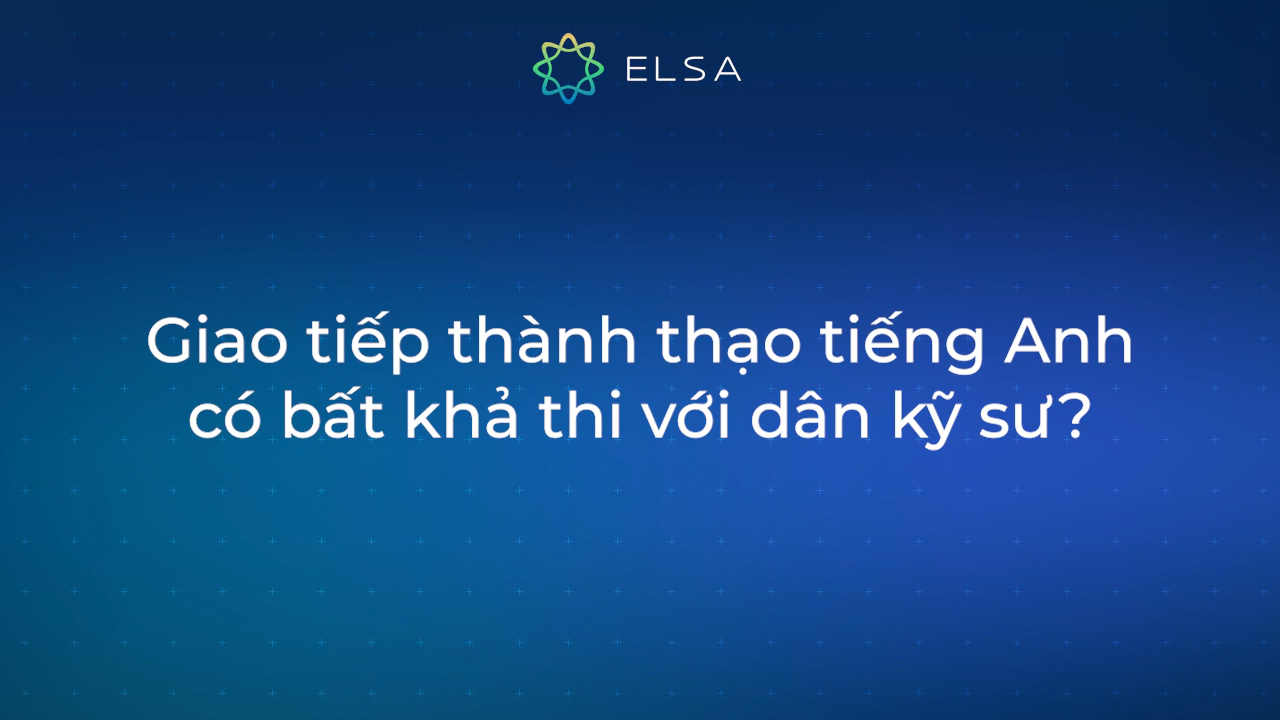 ELSA
Giao tiếp thành thạo tiếng Anh
có bất khả thi với dân kỹ sư?